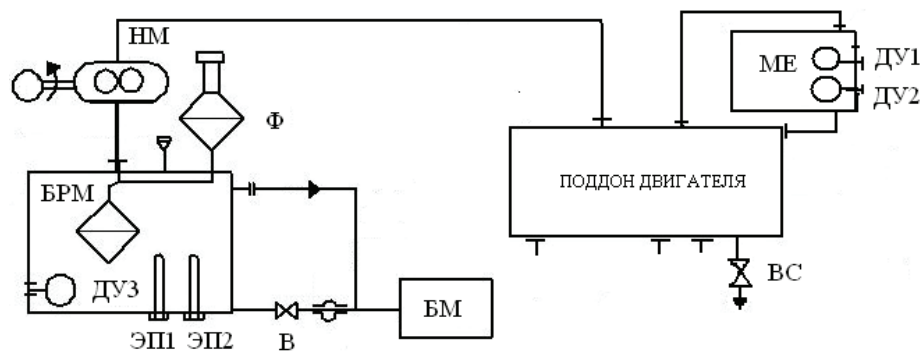 НМ
МЕ
ДУ1
ДУ2
Ф
БРМ
ПОДДОН ДВИГАТЕЛЯ
ДУ3
ВС
БМ
ЭП1
ЭП2
В